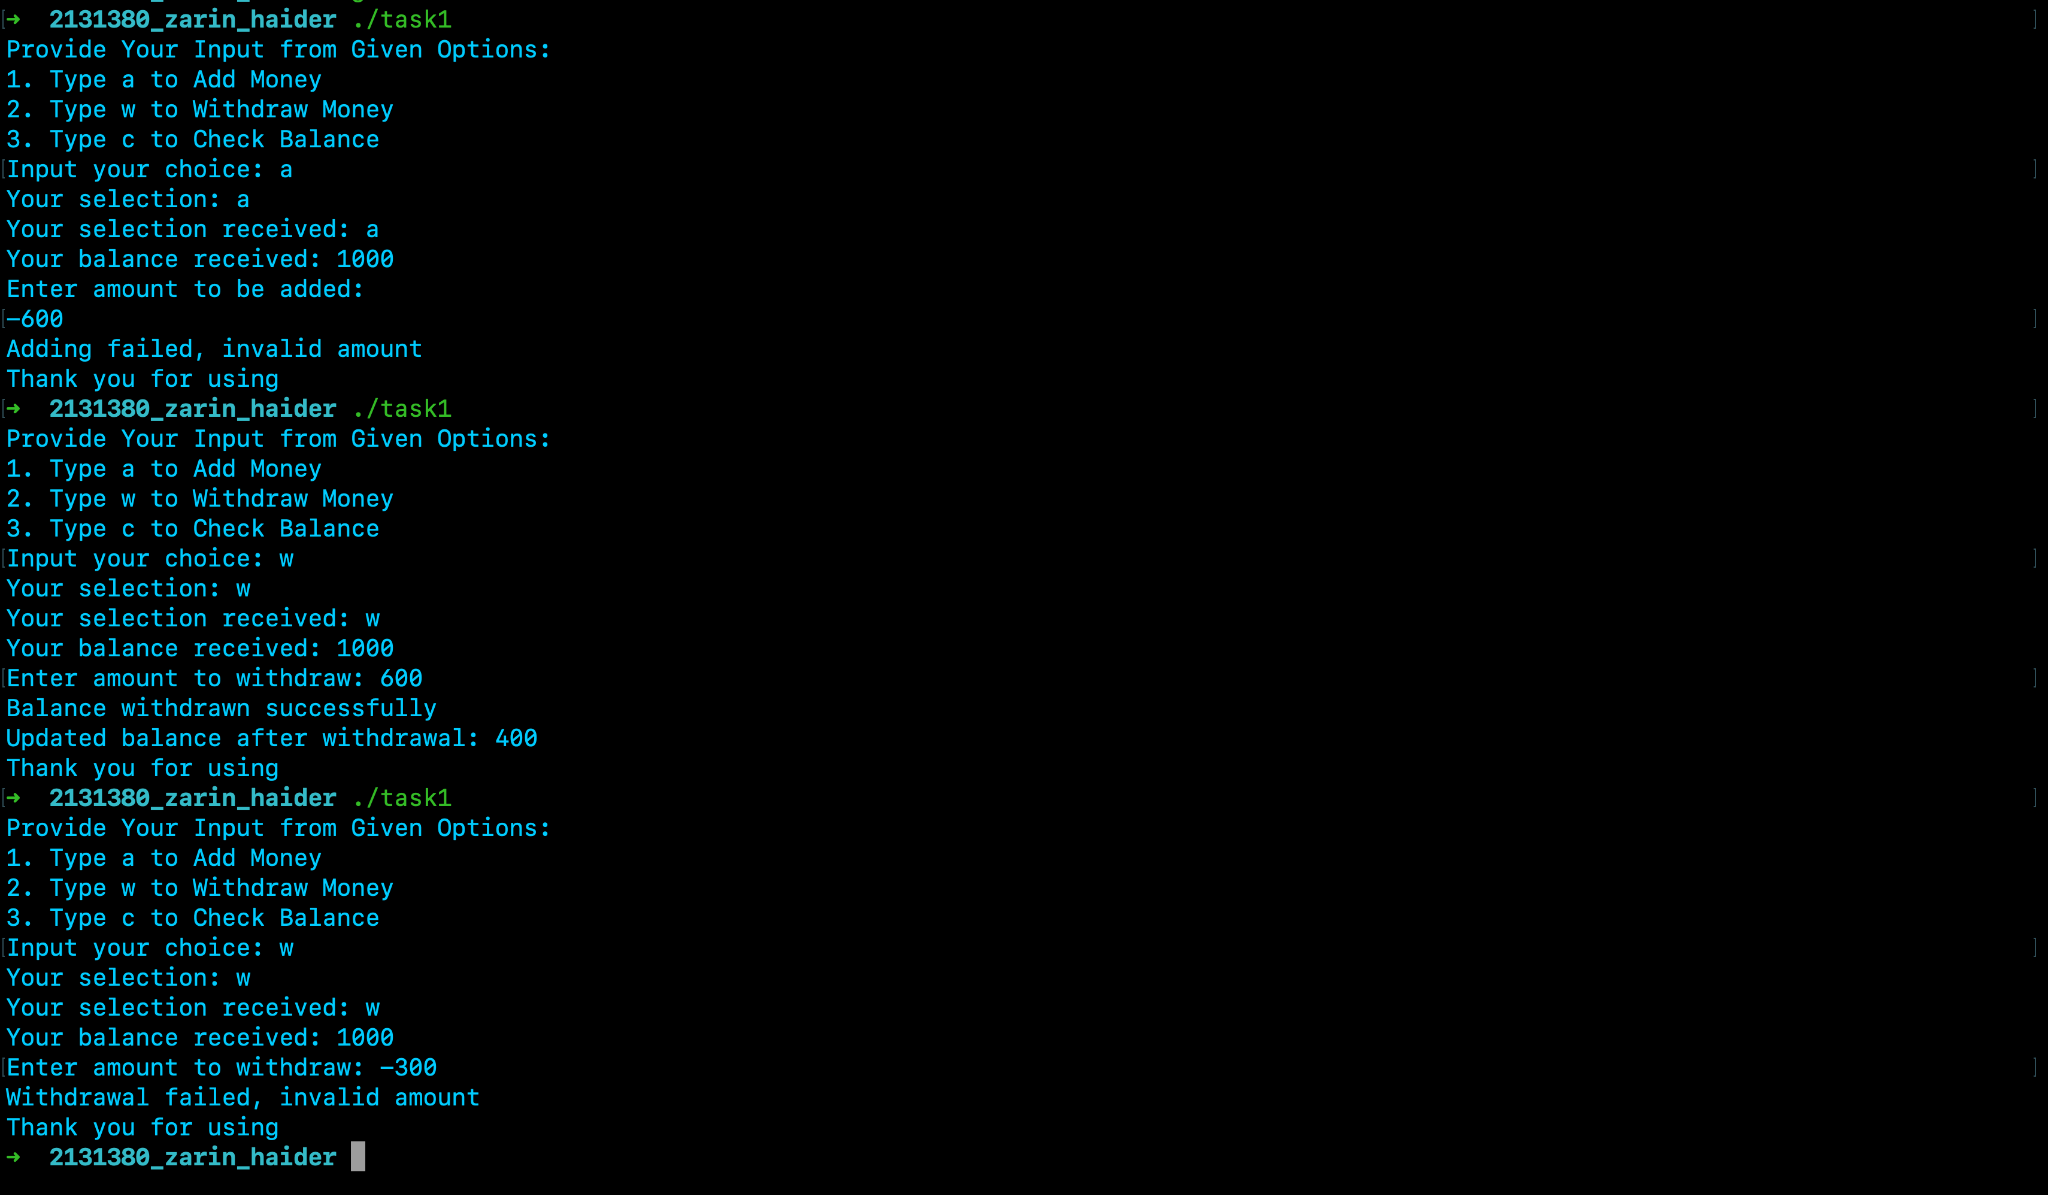 [→  2131380_zarin_haider ./task1 ]
Provide Your Input from Given Options:
1. Type a to Add Money
2. Type w to Withdraw Money
3. Type c to Check Balance
[Input your choice: a ]
Your selection: a
Your selection received: a
Your balance received: 1000
Enter amount to be added:
[-600 ]
Adding failed, invalid amount
Thank you for using
[→  2131380_zarin_haider ./task1 ]
Provide Your Input from Given Options:
1. Type a to Add Money
2. Type w to Withdraw Money
3. Type c to Check Balance
[Input your choice: w ]
Your selection: w
Your selection received: w
Your balance received: 1000
[Enter amount to withdraw: 600 ]
Balance withdrawn successfully
Updated balance after withdrawal: 400
Thank you for using
[→  2131380_zarin_haider ./task1 ]
Provide Your Input from Given Options:
1. Type a to Add Money
2. Type w to Withdraw Money
3. Type c to Check Balance
[Input your choice: w ]
Your selection: w
Your selection received: w
Your balance received: 1000
[Enter amount to withdraw: -300 ]
Withdrawal failed, invalid amount
Thank you for using
→  2131380_zarin_haider